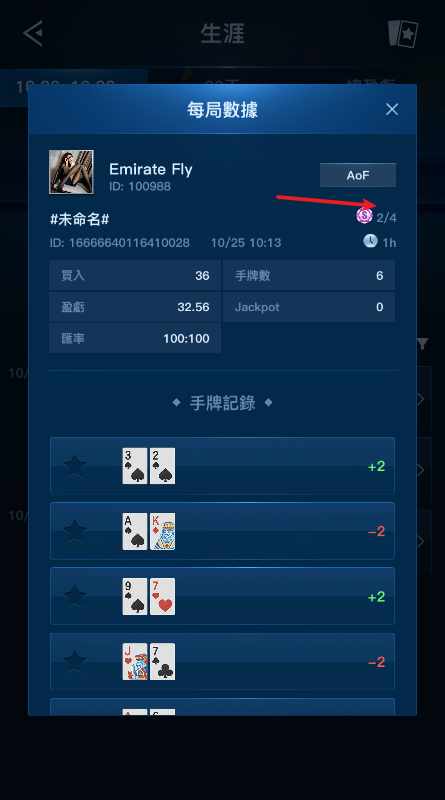 生涯
每局數據
Emirate Fly
ID: 100988
AoF
#未命名#
2/4
ID: 16666640116410028
10/25 10:13
1h
買入 36
手牌數 6
盈虧 32.56
Jackpot 0
匯率 100:100
10/
手牌記錄
3 2 +2
A K -2
9 7 +2
10/
J 7 -2